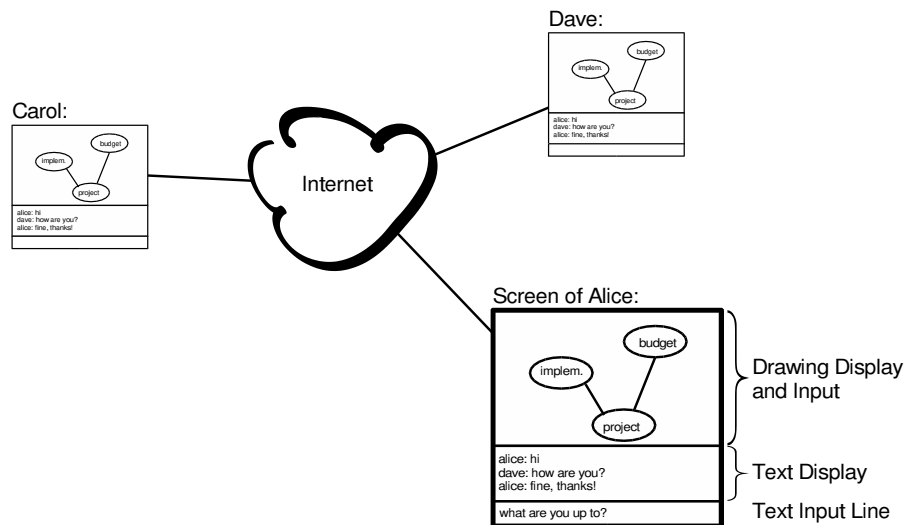 Dave:
budget
implem.
project
alice: hi
dave: how are you?
alice: fine, thanks!
Carol:
budget
implem.
project
alice: hi
dave: how are you?
alice: fine, thanks!
Internet
Screen of Alice:
budget
implem.
project
Drawing Display
and Input
alice: hi
dave: how are you?
alice: fine, thanks!
Text Display
what are you up to?
Text Input Line